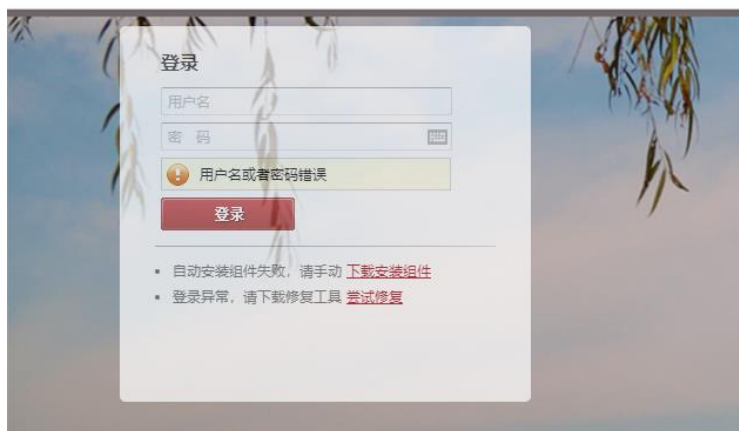 登录
用户名
密 码
用户名或者密码错误
登录
自动安装组件失败，请手动 下载安装组件
登录异常，请下载修复工具 尝试修复